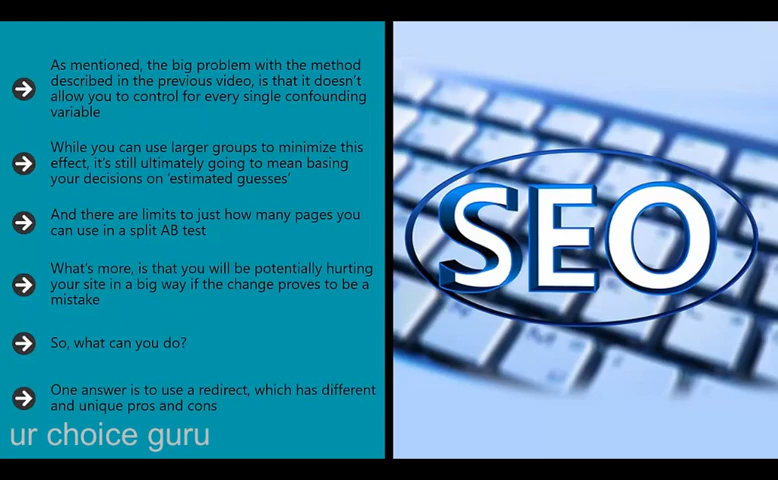 As mentioned, the big problem with the method
described in the previous video, is that it doesn't
allow you to control for every single confounding
variable
While you can use larger groups to minimize this
effect, it's still ultimately going to mean basing
your decisions on 'estimated guesses'
And there are limits to just how many pages you
can use in a split AB test
What's more, is that you will be potentially hurting
your site in a big way if the change proves to be a
mistake
So, what can you do?
One answer is to use a redirect, which has different
and unique pros and cons
ur choice guru
SEO